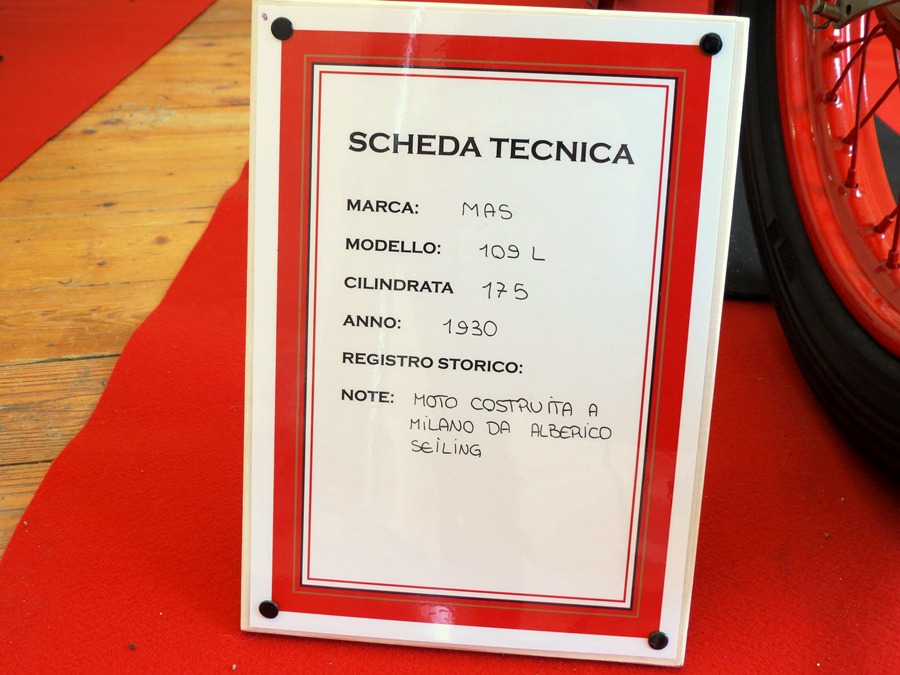 SCHEDA TECNICA
MARCA: MAS
MODELLO: 109 L
CILINDRATA 175
ANNO: 1930
REGISTRO STORICO:
NOTE: MOTO COSTRUITA A
MILANO DA ALBERICO
SEILING